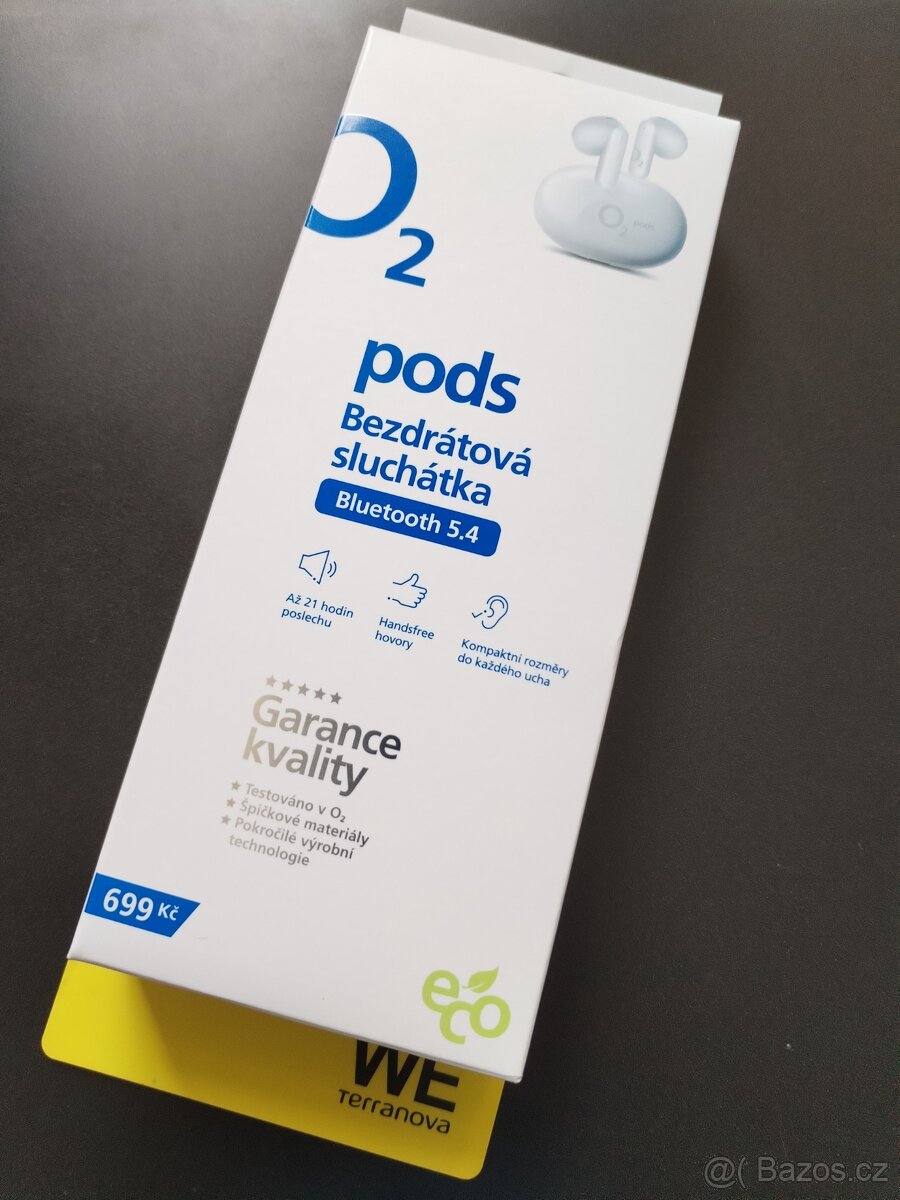 O2
O2 pods
pods
Bezdrátová
sluchátka
Bluetooth 5.4
Až 21 hodin
poslechu
Handsfree
hovory
Kompaktní rozměry
do každého ucha
Garance
kvality
Testováno v O₂
Špičkové materiály
Pokročilé výrobní
technologie
699 Kč
eco
WE
Terranova
@( Bazos.cz